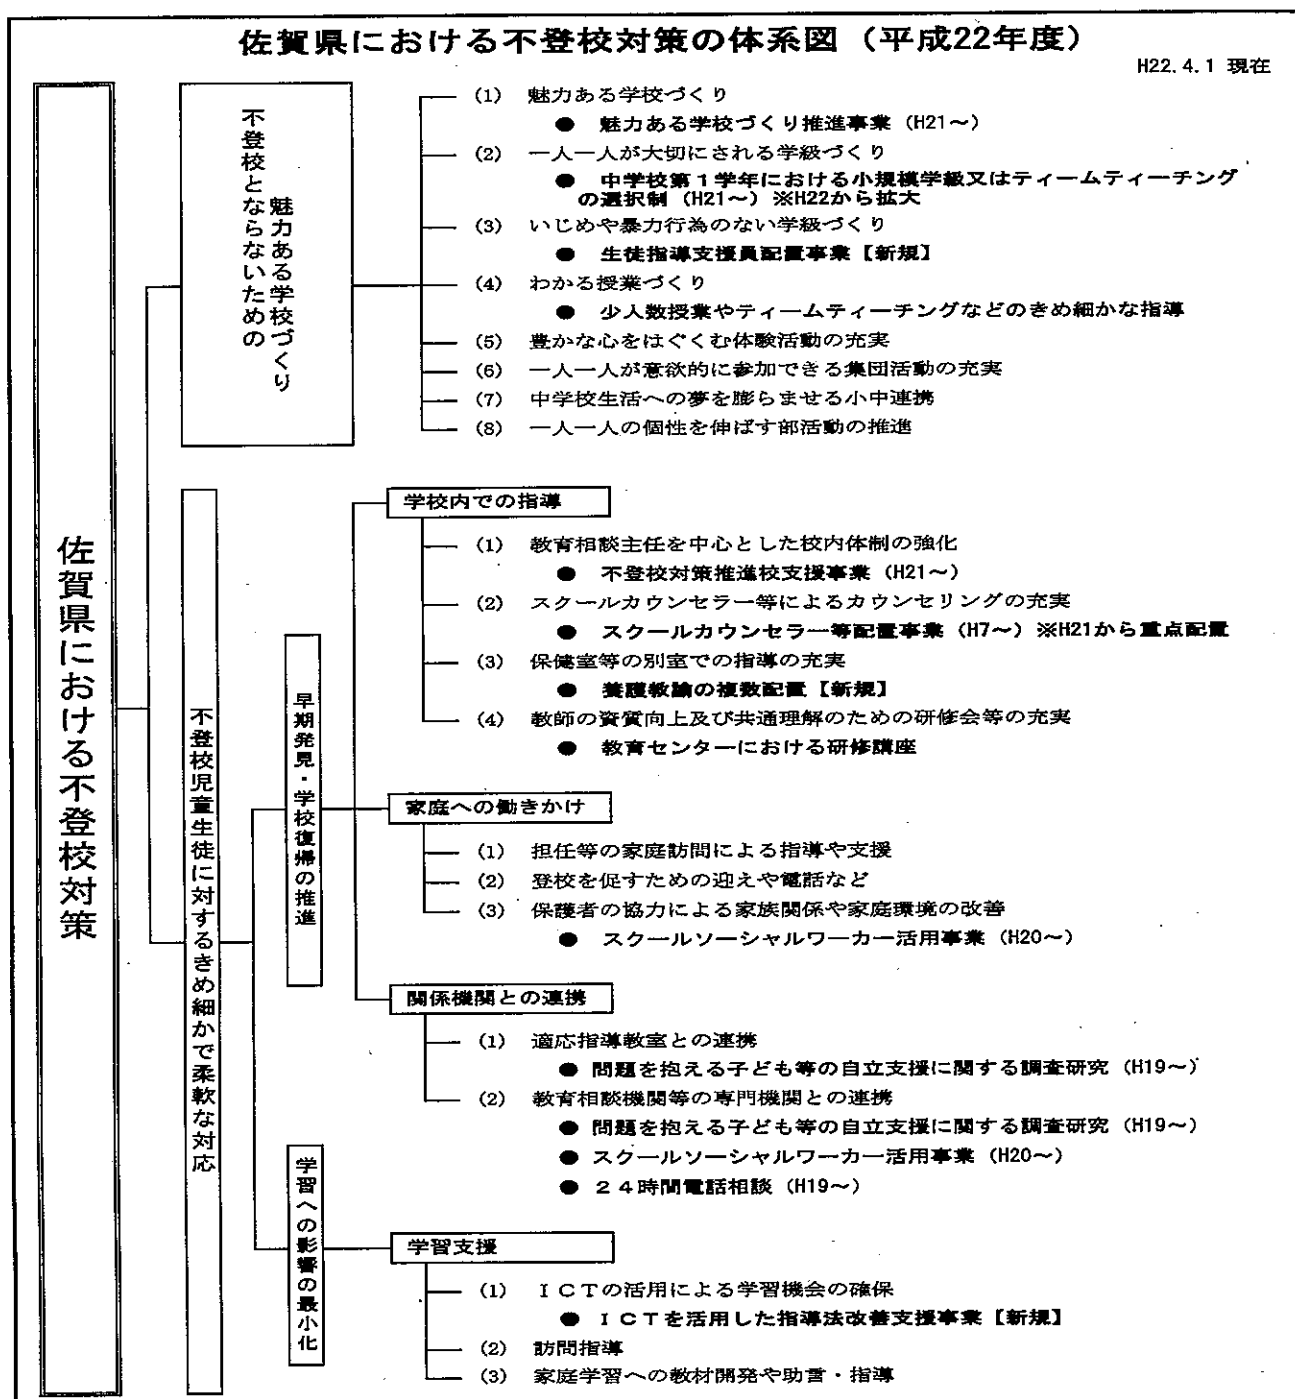 佐賀県における不登校対策の体系図（平成22年度）
H22.4.1 現在
佐賀県における不登校対策
不登校とならないための
魅力ある学校づくり
(1) 魅力ある学校づくり
● 魅力ある学校づくり推進事業（H21～）
(2) 一人一人が大切にされる学級づくり
● 中学校第１学年における小規模学級又はティームティーチング
の選択制（H21～）※H22から拡大
(3) いじめや暴力行為のない学級づくり
● 生徒指導支援員配置事業【新規】
(4) わかる授業づくり
● 少人数授業やティームティーチングなどのきめ細かな指導
(5) 豊かな心をはぐくむ体験活動の充実
(6) 一人一人が意欲的に参加できる集団活動の充実
(7) 中学校生活への夢を膨らませる小中連携
(8) 一人一人の個性を伸ばす部活動の推進
不登校児童生徒に対するきめ細かで柔軟な対応
早期発見・学校復帰の推進
学校内での指導
(1) 教育相談主任を中心とした校内体制の強化
● 不登校対策推進校支援事業（H21～）
(2) スクールカウンセラー等によるカウンセリングの充実
● スクールカウンセラー等配置事業（H7～）※H21から重点配置
(3) 保健室等の別室での指導の充実
● 養護教諭の複数配置【新規】
(4) 教師の資質向上及び共通理解のための研修会等の充実
● 教育センターにおける研修講座
家庭への働きかけ
(1) 担任等の家庭訪問による指導や支援
(2) 登校を促すための迎えや電話など
(3) 保護者の協力による家族関係や家庭環境の改善
● スクールソーシャルワーカー活用事業（H20～）
関係機関との連携
(1) 適応指導教室との連携
● 問題を抱える子ども等の自立支援に関する調査研究（H19～）
(2) 教育相談機関等の専門機関との連携
● 問題を抱える子ども等の自立支援に関する調査研究（H19～）
● スクールソーシャルワーカー活用事業（H20～）
● ２４時間電話相談（H19～）
学習への影響の最小化
学習支援
(1) ＩＣＴの活用による学習機会の確保
● ＩＣＴを活用した指導法改善支援事業【新規】
(2) 訪問指導
(3) 家庭学習への教材開発や助言・指導